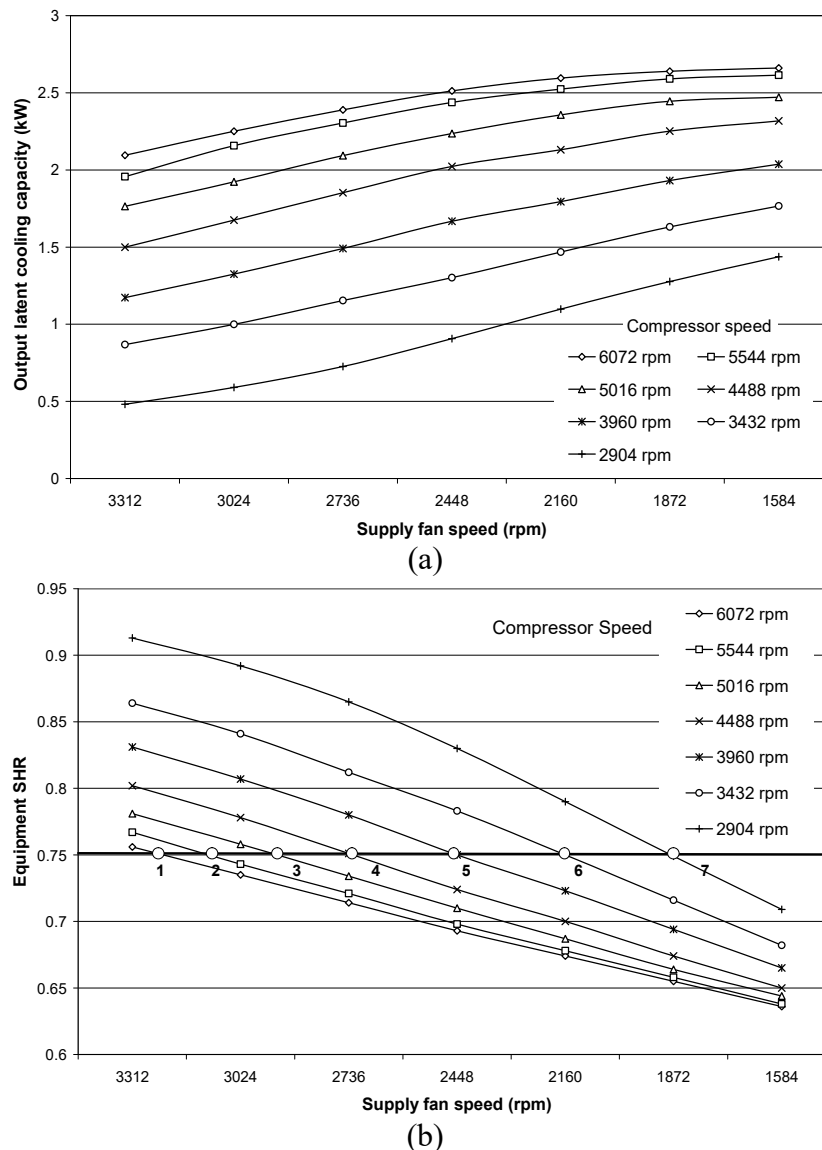 3
2.5
2
1.5
1
0.5
0
Output latent cooling capacity (kW)
Compressor speed
6072 rpm 5544 rpm
5016 rpm 4488 rpm
3960 rpm 3432 rpm
2904 rpm
3312 3024 2736 2448 2160 1872 1584
Supply fan speed (rpm)
(a)
0.95
0.9
0.85
0.8
0.75
0.7
0.65
0.6
Equipment SHR
Compressor Speed
6072 rpm
5544 rpm
5016 rpm
4488 rpm
3960 rpm
3432 rpm
2904 rpm
1 2 3 4 5 6 7
3312 3024 2736 2448 2160 1872 1584
Supply fan speed (rpm)
(b)